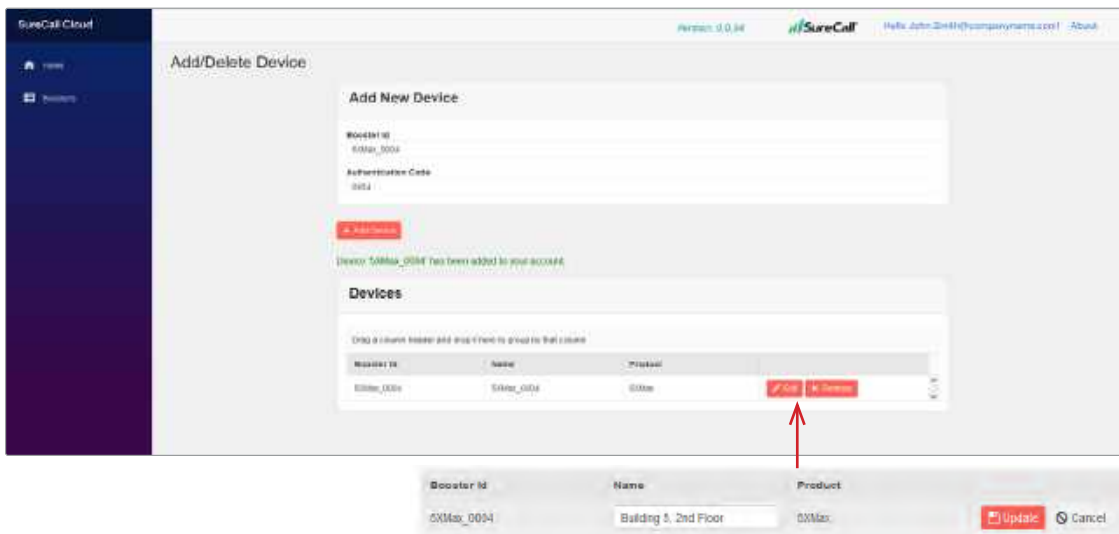 SureCall Cloud
Version: 0.0.34 SureCall Hello John.Smith@companyname.com! About
Home
Add/Delete Device
Boosters
Add New Device
Booster Id
5XMax_0004
Authentication Code
0004
+ Add Device
Device '5XMax_0004' has been added to your account.
Devices
Drag a column header and drop it here to group by that column
Booster Id Name Product
5XMax_0004 5XMax_0004 5XMax Edit Remove
Booster Id Name Product
5XMax_0004 Building 5, 2nd Floor 5XMax Update Cancel